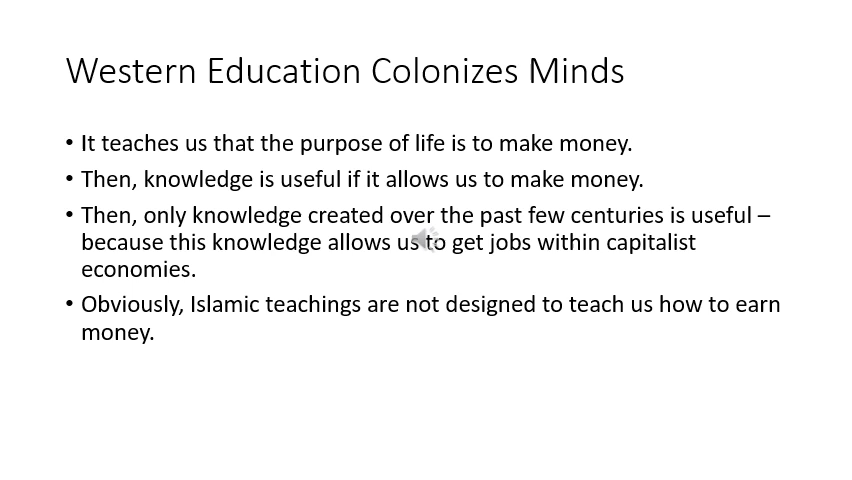 Western Education Colonizes Minds
• It teaches us that the purpose of life is to make money.
• Then, knowledge is useful if it allows us to make money.
• Then, only knowledge created over the past few centuries is useful –
because this knowledge allows us to get jobs within capitalist
economies.
• Obviously, Islamic teachings are not designed to teach us how to earn
money.